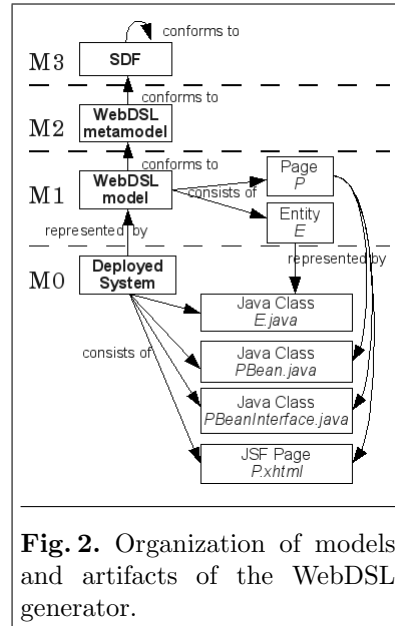 conforms to
M3
SDF
conforms to
M2
WebDSL
metamodel
conforms to
M1
WebDSL
model
consists of
Page
P
Entity
E
represented by
represented by
M0
Deployed
System
consists of
Java Class
E.java
Java Class
PBean.java
Java Class
PBeanInterface.java
JSF Page
P.xhtml
Fig. 2. Organization of models
and artifacts of the WebDSL
generator.